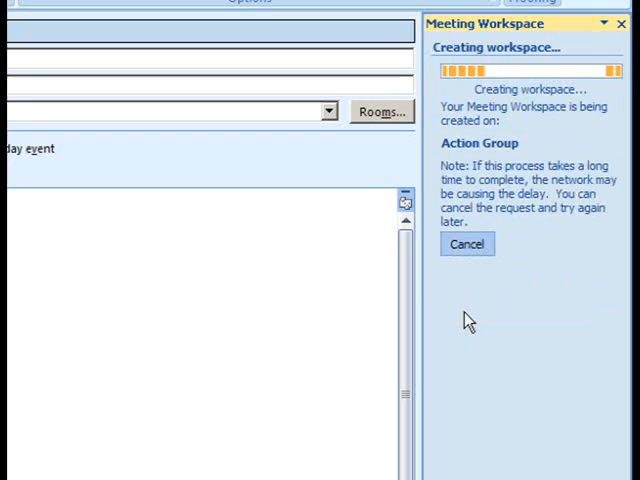 Options
Proofing
Meeting Workspace
Creating workspace...
Creating workspace...
Your Meeting Workspace is being
created on:
Action Group
Note: If this process takes a long
time to complete, the network may
be causing the delay. You can
cancel the request and try again
later.
Cancel
Rooms...
day event